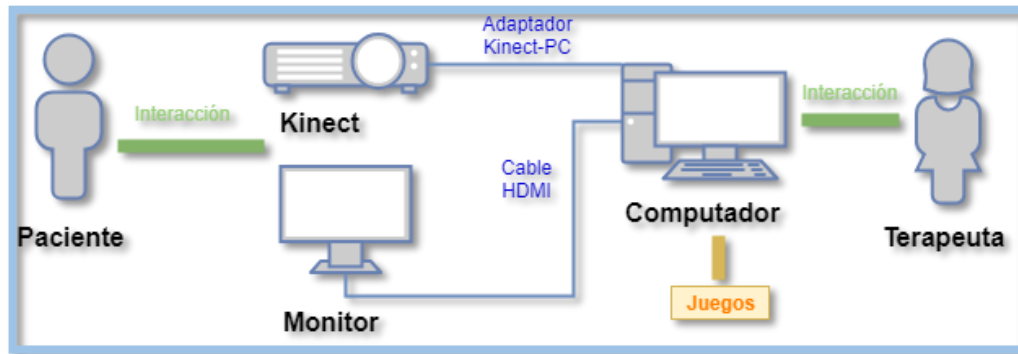 Adaptador
Kinect-PC
Interacción
Kinect
Interacción
Cable
HDMI
Computador
Paciente
Terapeuta
Juegos
Monitor